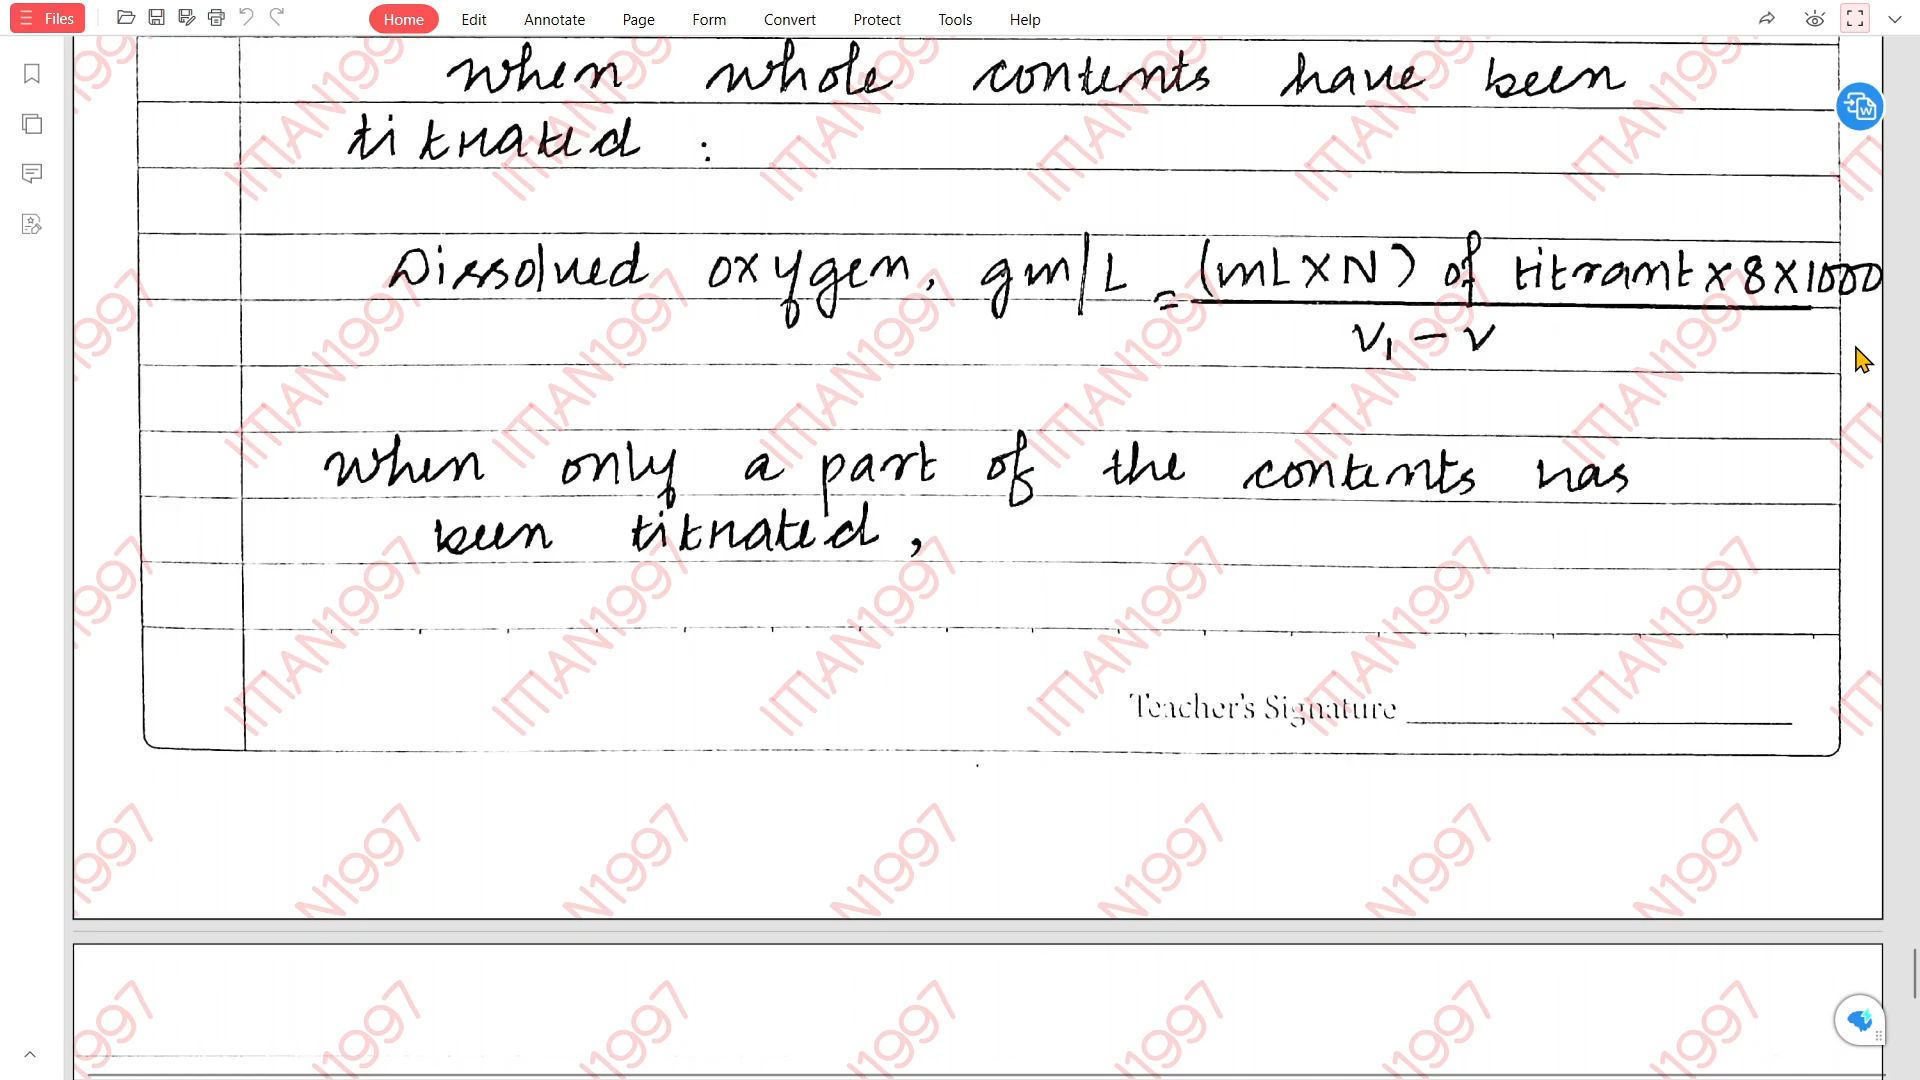 Files Home Edit Annotate Page Form Convert Protect Tools Help
when whole contents have been
titrated :
Dissolved oxygen, gm/L = (mL X N) of titrant X 8 X 1000
V₁ - V
when only a part of the contents has
been titrated,
Teacher's Signature
IITIAN1997